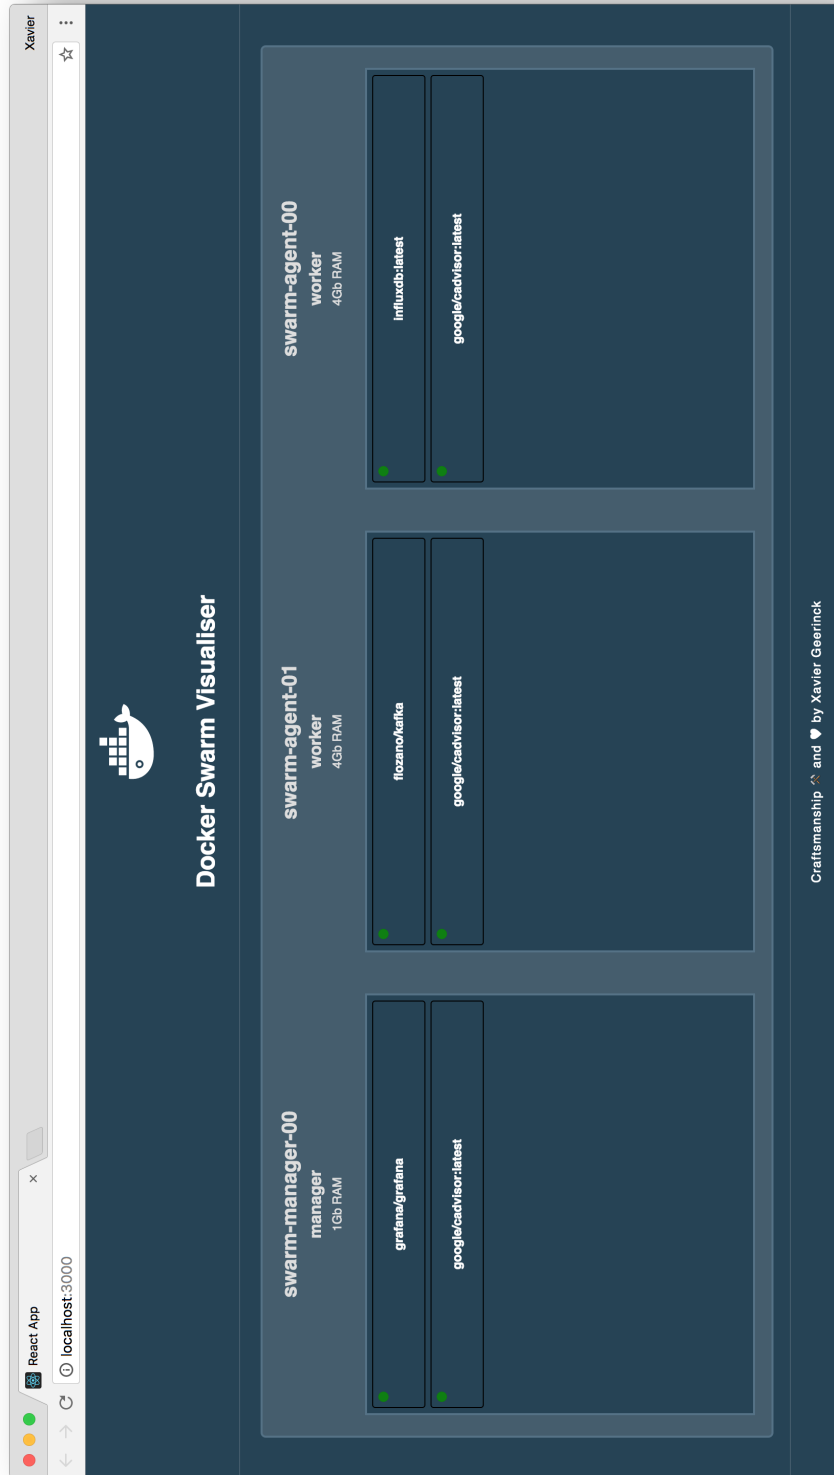 React App
Xavier
localhost:3000
Docker Swarm Visualiser
swarm-manager-00
manager
1Gb RAM
grafana/grafana
google/cadvisor:latest
swarm-agent-01
worker
4Gb RAM
flozano/kafka
google/cadvisor:latest
swarm-agent-00
worker
4Gb RAM
influxdb:latest
google/cadvisor:latest
Craftsmanship ⚒ and ♥ by Xavier Geerinck